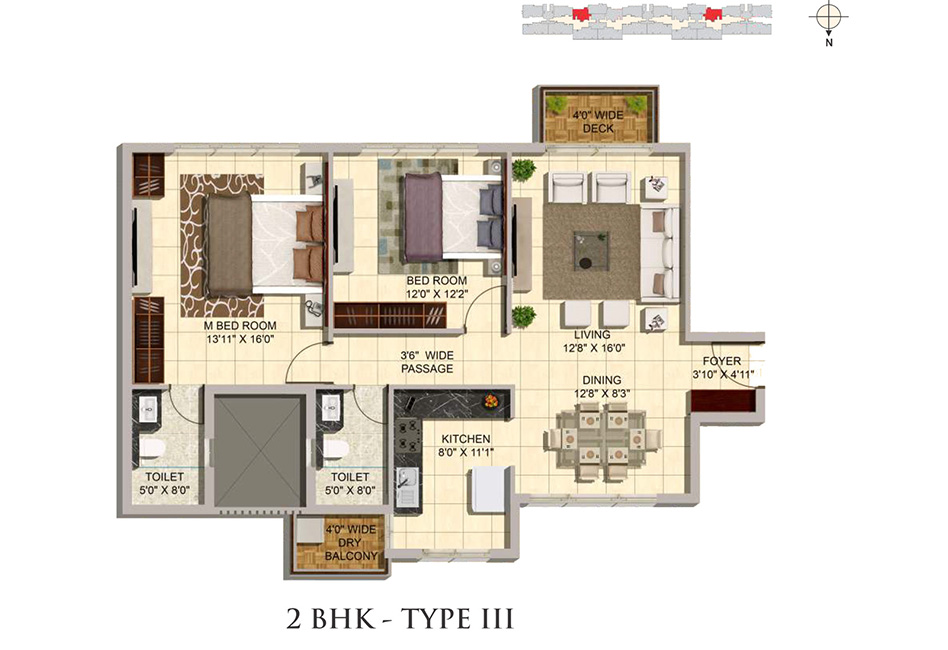 N
4'0" WIDE
DECK
BED ROOM
12'0" X 12'2"
M BED ROOM
13'11" X 16'0"
LIVING
12'8" X 16'0"
3'6" WIDE
PASSAGE
FOYER
3'10" X 4'11"
DINING
12'8" X 8'3"
KITCHEN
8'0" X 11'1"
TOILET
5'0" X 8'0"
TOILET
5'0" X 8'0"
4'0" WIDE
DRY
BALCONY
2 BHK - TYPE III